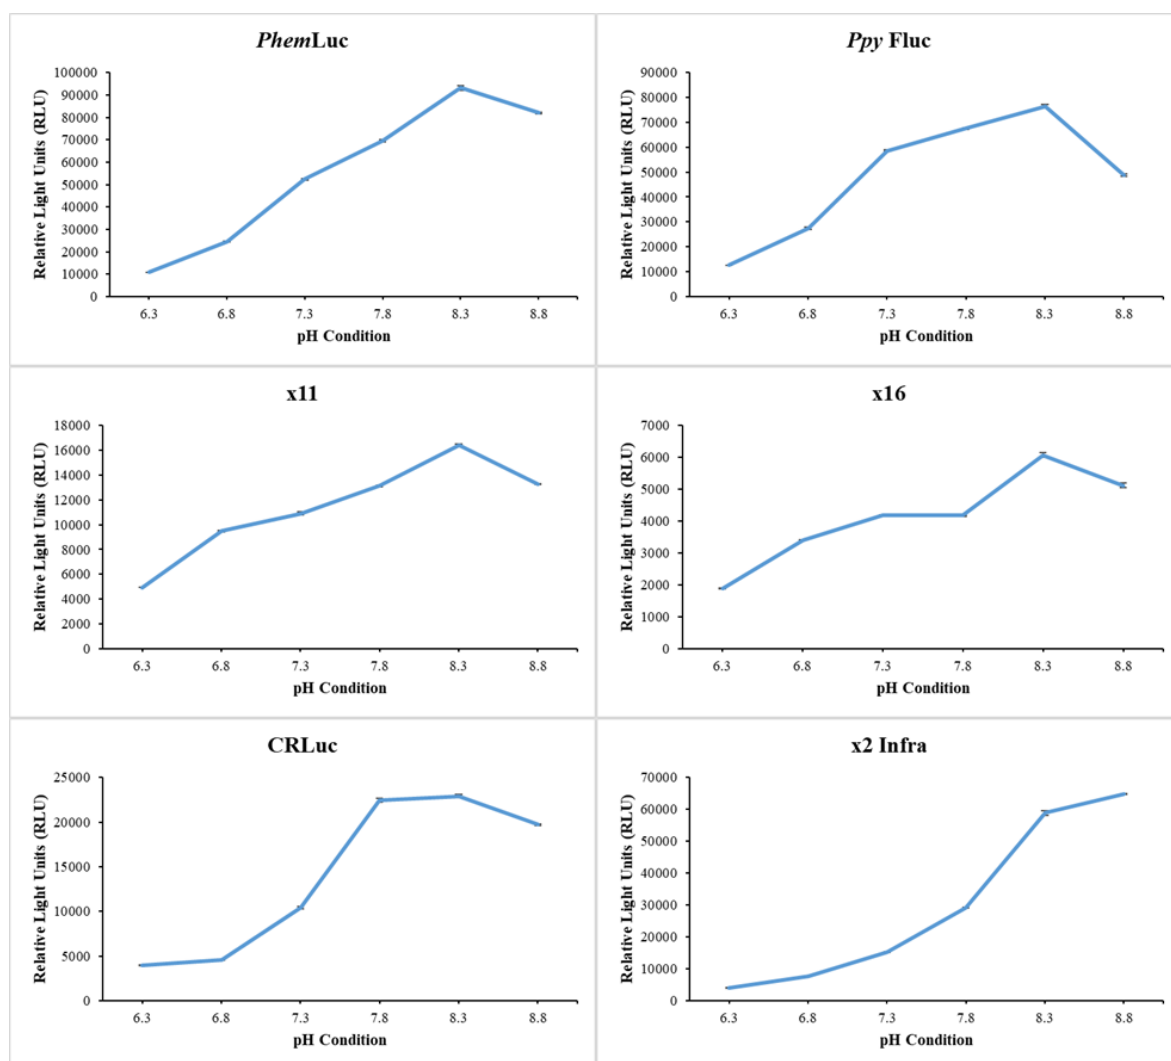 PhemLuc
Relative Light Units (RLU)
100000
90000
80000
70000
60000
50000
40000
30000
20000
10000
0
6.3 6.8 7.3 7.8 8.3 8.8
pH Condition
Ppy Fluc
Relative Light Units (RLU)
90000
80000
70000
60000
50000
40000
30000
20000
10000
0
6.3 6.8 7.3 7.8 8.3 8.8
pH Condition
x11
Relative Light Units (RLU)
18000
16000
14000
12000
10000
8000
6000
4000
2000
0
6.3 6.8 7.3 7.8 8.3 8.8
pH Condition
x16
Relative Light Units (RLU)
7000
6000
5000
4000
3000
2000
1000
0
6.3 6.8 7.3 7.8 8.3 8.8
pH Condition
CRLuc
Relative Light Units (RLU)
25000
20000
15000
10000
5000
0
6.3 6.8 7.3 7.8 8.3 8.8
pH Condition
x2 Infra
Relative Light Units (RLU)
70000
60000
50000
40000
30000
20000
10000
0
6.3 6.8 7.3 7.8 8.3 8.8
pH Condition